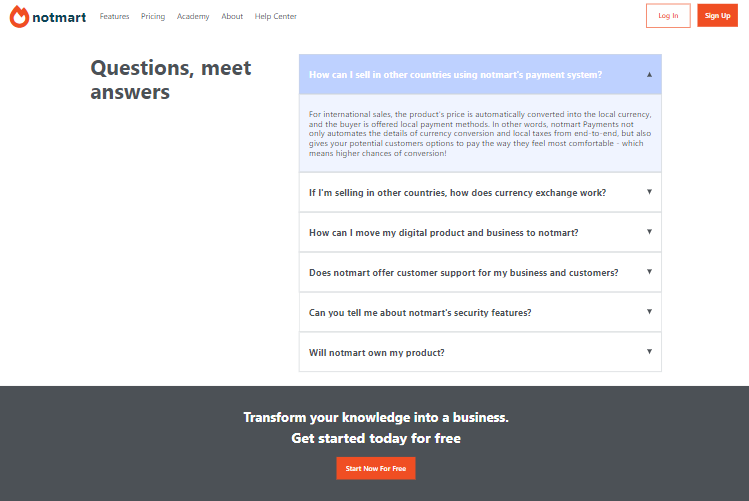 notmart
Features
Pricing
Academy
About
Help Center
Log In
Sign Up
Questions, meet
answers
How can I sell in other countries using notmart's payment system?
For international sales, the product's price is automatically converted into the local currency,
and the buyer is offered local payment methods. In other words, notmart Payments not
only automates the details of currency conversion and local taxes from end-to-end, but also
gives your potential customers options to pay the way they feel most comfortable - which
means higher chances of conversion!
If I'm selling in other countries, how does currency exchange work?
How can I move my digital product and business to notmart?
Does notmart offer customer support for my business and customers?
Can you tell me about notmart's security features?
Will notmart own my product?
Transform your knowledge into a business.
Get started today for free
Start Now For Free